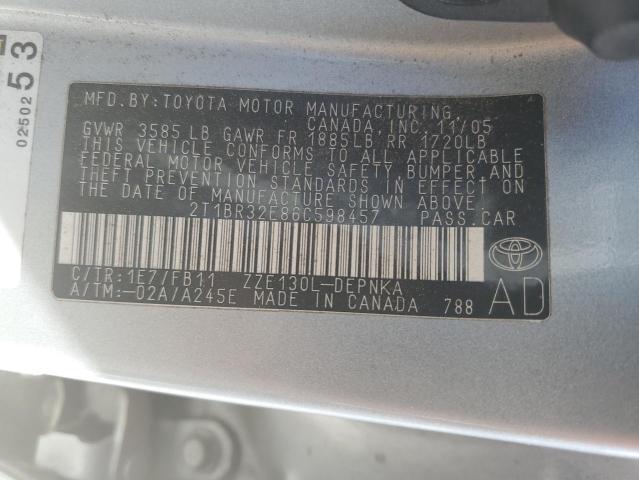 53
02502
MFD. BY: TOYOTA MOTOR MANUFACTURING,
CANADA, INC. 11/05
GVWR 3585 LB GAWR FR 1885LB RR 1720LB
THIS VEHICLE CONFORMS TO ALL APPLICABLE
FEDERAL MOTOR VEHICLE SAFETY, BUMPER, AND
THEFT PREVENTION STANDARDS IN EFFECT ON
THE DATE OF MANUFACTURE SHOWN ABOVE.
2T1BR32E86C598457 PASS.CAR
C/TR: 1E7/FB11 ZZE130L-DEPNKA
A/TM: -02A/A245E MADE IN CANADA 788
TOYOTA
AD